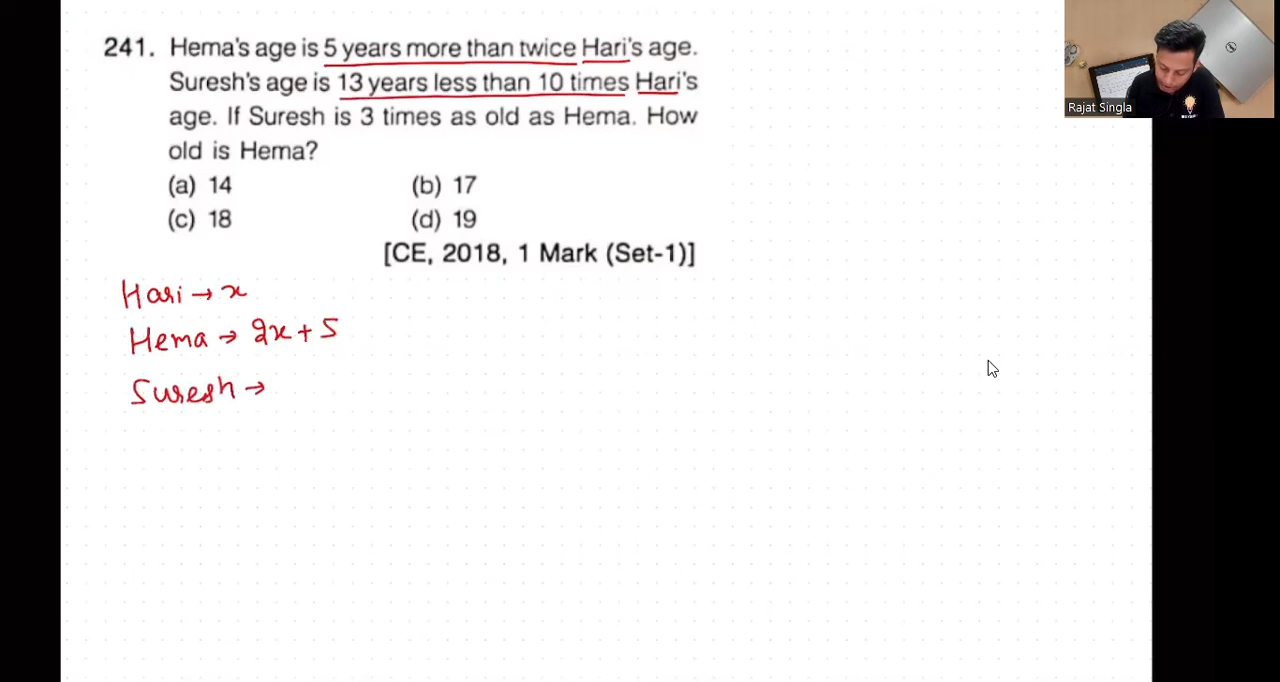 241. Hema's age is 5 years more than twice Hari's age.
Suresh's age is 13 years less than 10 times Hari's
age. If Suresh is 3 times as old as Hema. How
old is Hema?
(a) 14 (b) 17
(c) 18 (d) 19
[CE, 2018, 1 Mark (Set-1)]
Hari → x
Hema → 2x + 5
Suresh →
Rajat Singla